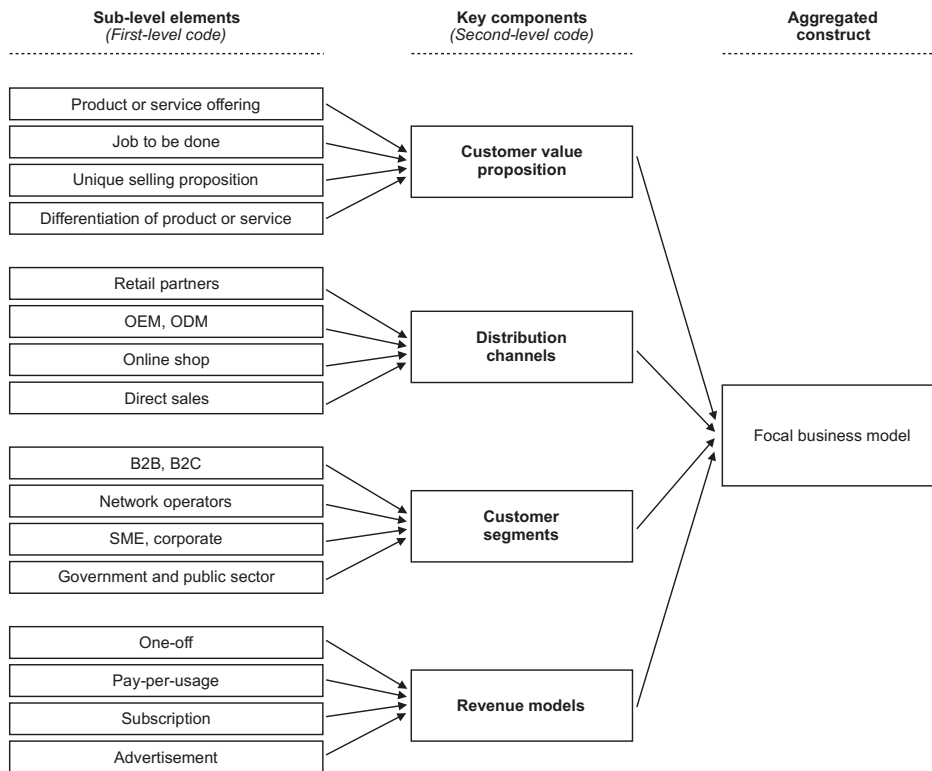 Sub-level elements
(First-level code)
Key components
(Second-level code)
Aggregated
construct
Product or service offering
Job to be done
Unique selling proposition
Differentiation of product or service
Customer value
proposition
Retail partners
OEM, ODM
Online shop
Direct sales
Distribution
channels
Focal business model
B2B, B2C
Network operators
SME, corporate
Government and public sector
Customer
segments
One-off
Pay-per-usage
Subscription
Advertisement
Revenue models